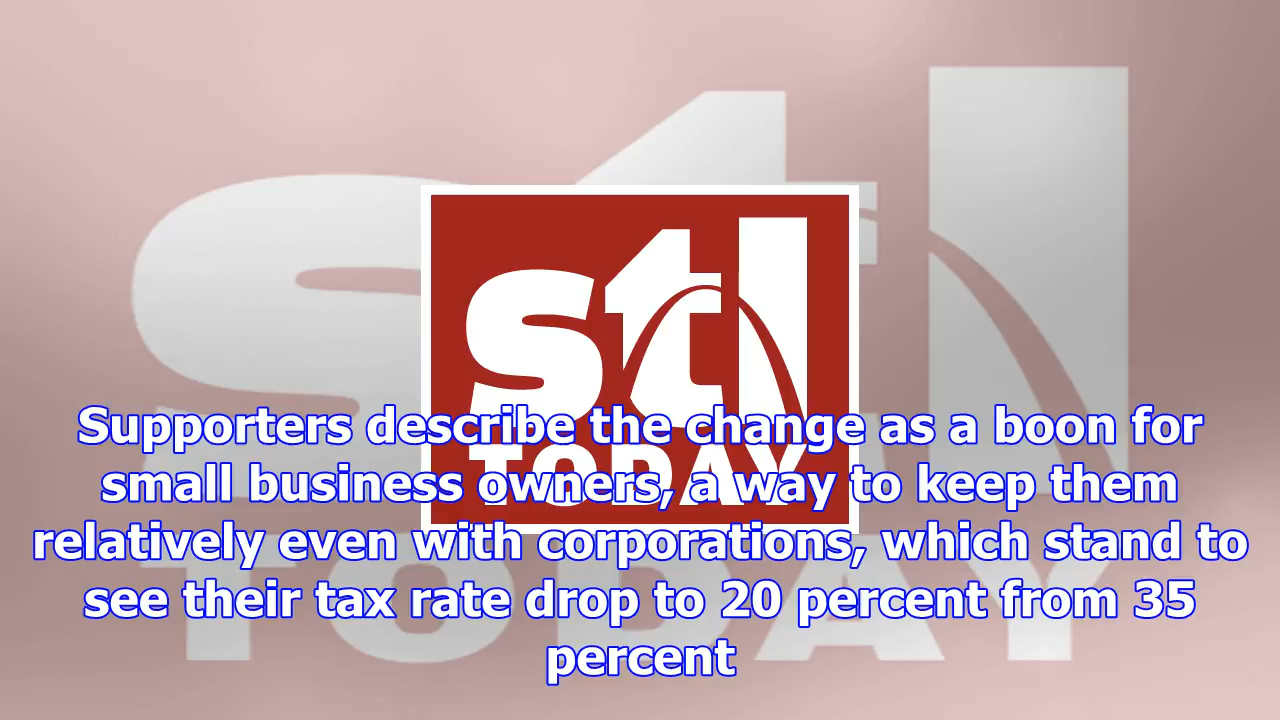 stl
TODAY
Supporters describe the change as a boon for
small business owners, a way to keep them
relatively even with corporations, which stand to
see their tax rate drop to 20 percent from 35
percent